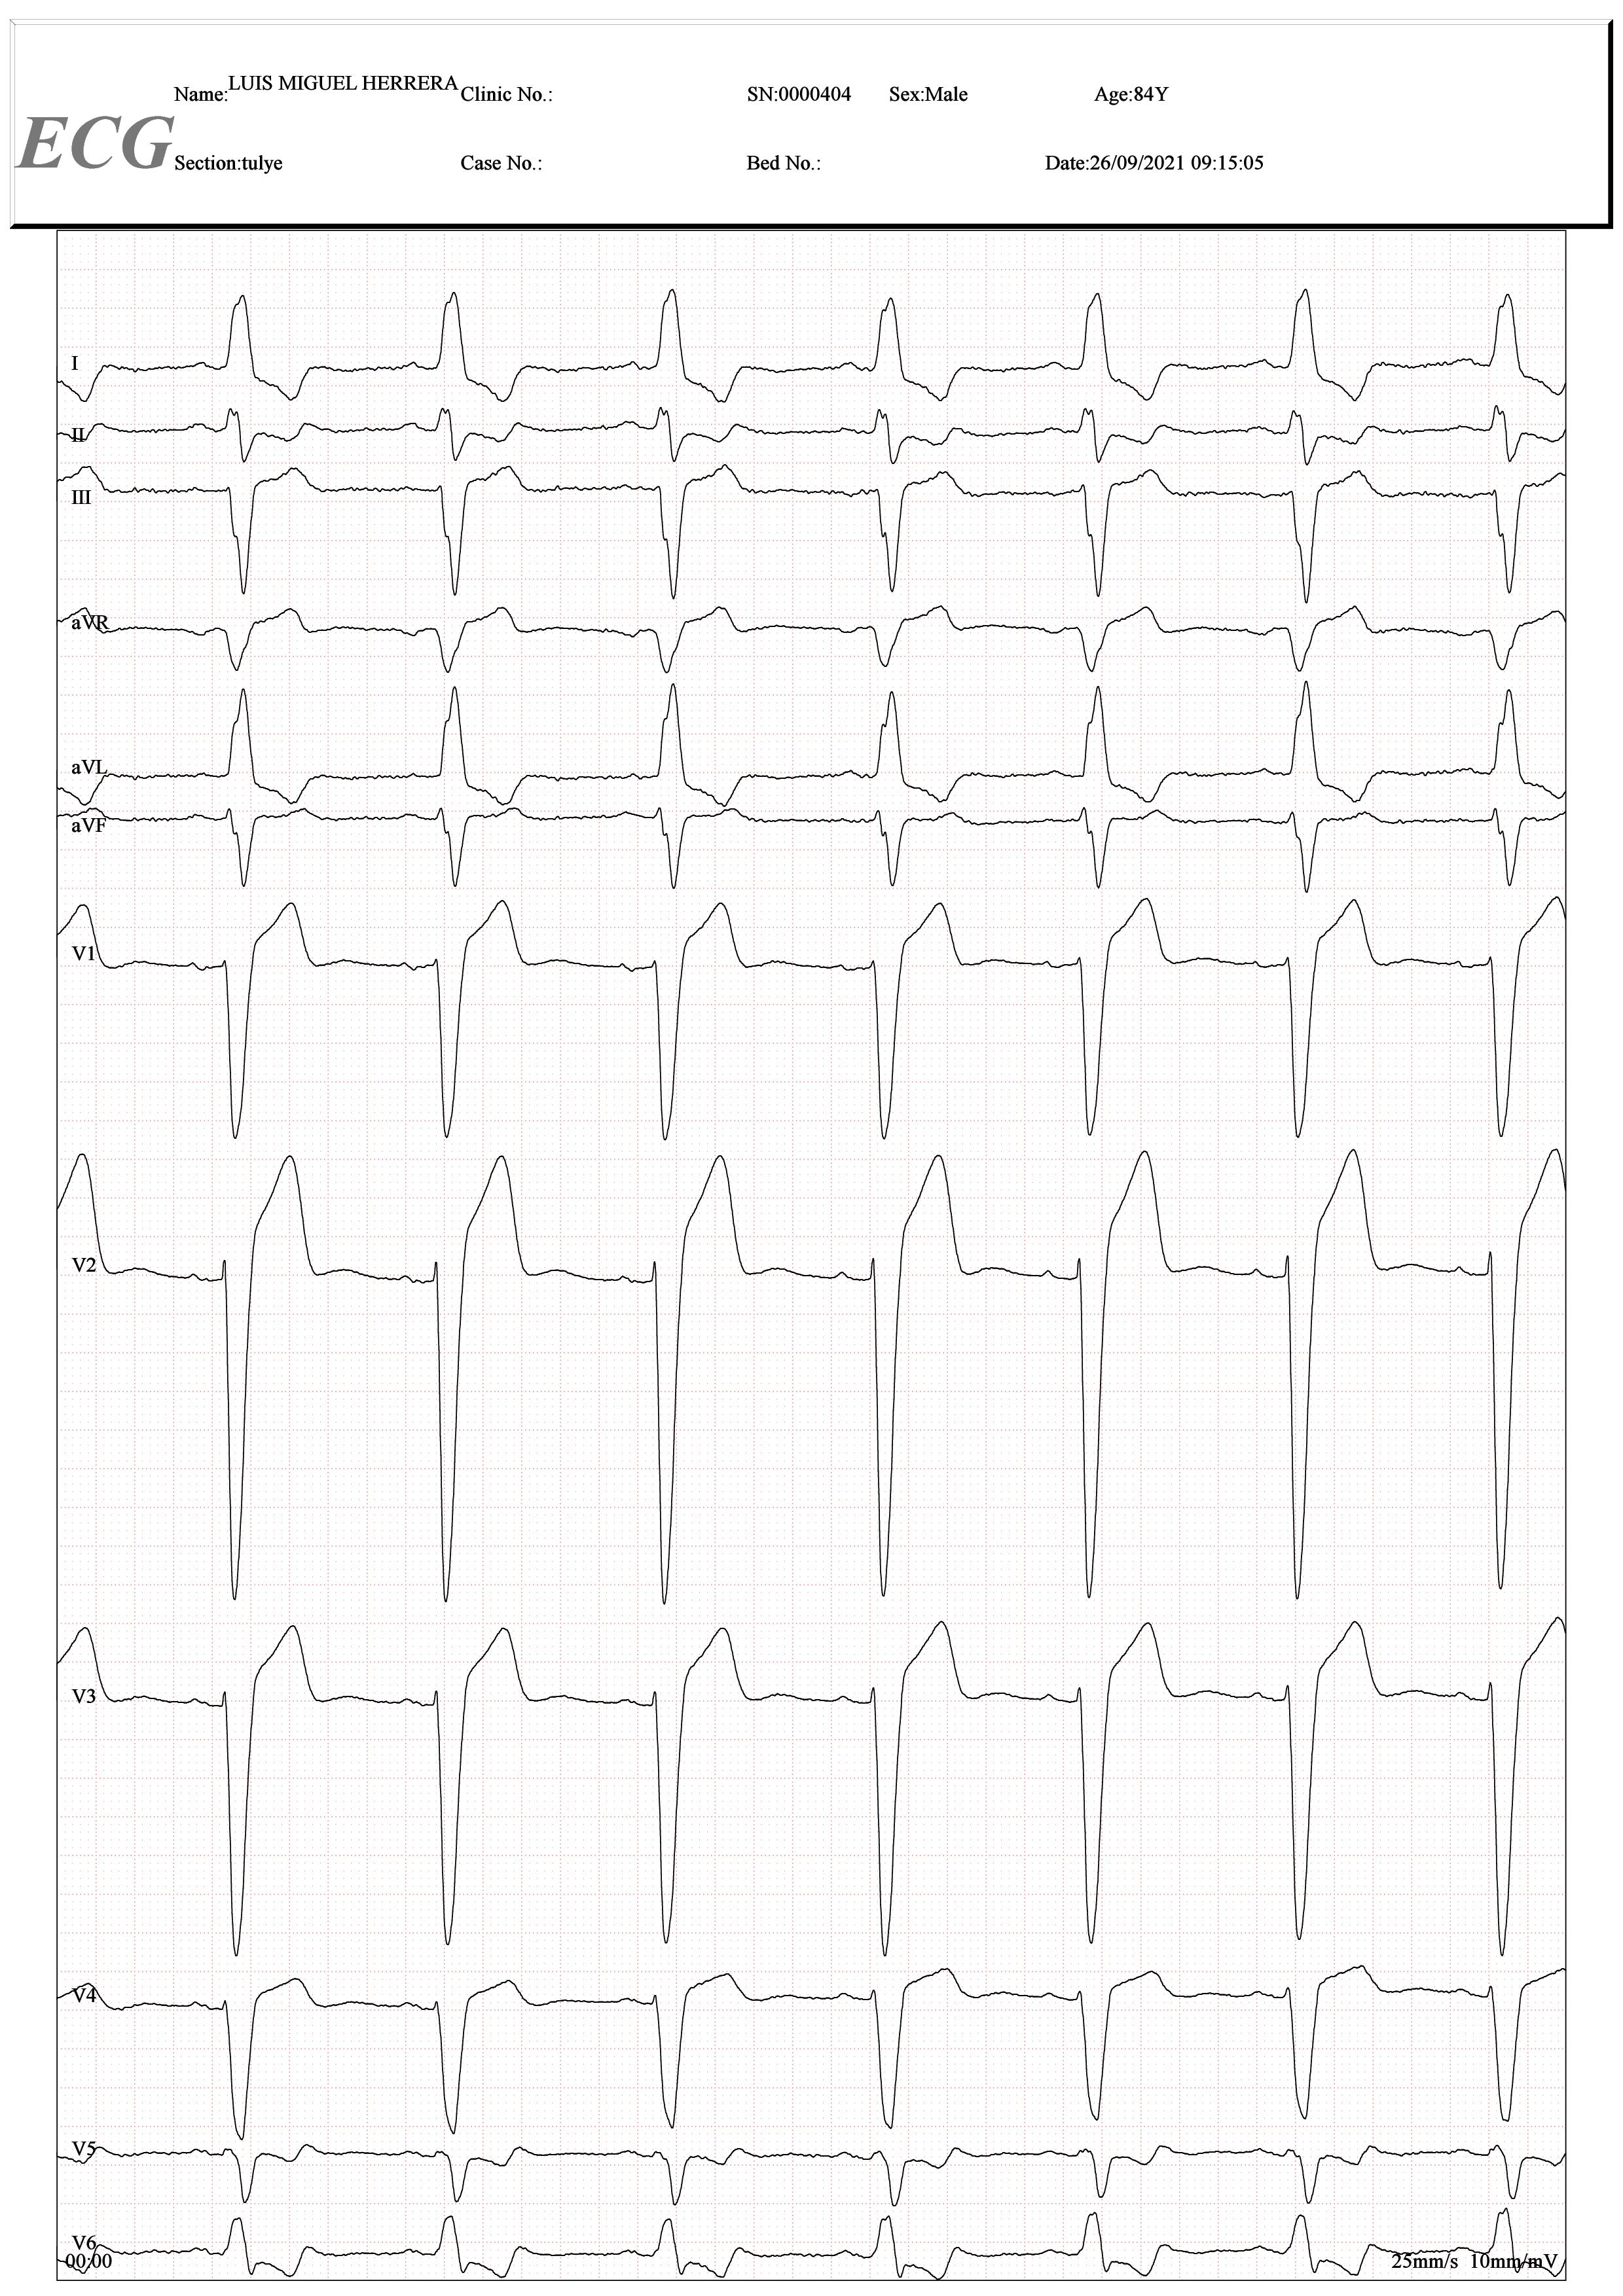 LUIS MIGUEL HERRERA
Name: Clinic No.: SN:0000404 Sex:Male Age:84Y
ECG
Section:tulye Case No.: Bed No.: Date:26/09/2021 09:15:05
I
II
III
aVR
aVL
aVF
V1
V2
V3
V4
V5
V6
00:00 25mm/s 10mm/mV